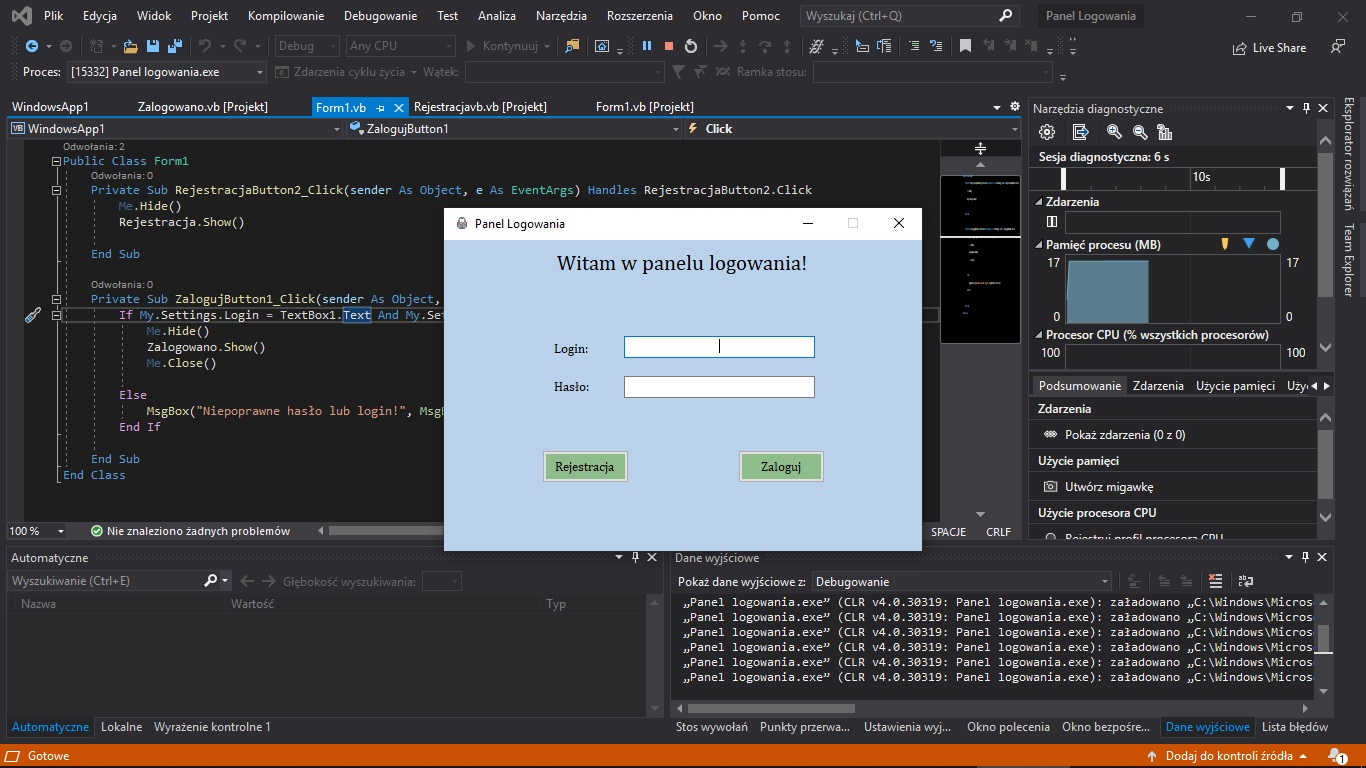 Plik Edycja Widok Projekt Kompilowanie Debugowanie Test Analiza Narzędzia Rozszerzenia Okno Pomoc Wyszukaj (Ctrl+Q) Panel Logowania
Debug Any CPU Kontynuuj Live Share
Proces: [15332] Panel logowania.exe Zdarzenia cyklu życia Wątek: Ramka stosu:
WindowsApp1 Zalogowano.vb [Projekt] Form1.vb Rejestracjavb.vb [Projekt] Form1.vb [Projekt]
WindowsApp1 ZalogujButton1 Click
Odwołania: 2
Public Class Form1
Odwołania: 0
Private Sub RejestracjaButton2_Click(sender As Object, e As EventArgs) Handles RejestracjaButton2.Click
Me.Hide()
Rejestracja.Show()
End Sub
Odwołania: 0
Private Sub ZalogujButton1_Click(sender As Object,
If My.Settings.Login = TextBox1.Text And My.Set
Me.Hide()
Zalogowano.Show()
Me.Close()
Else
MsgBox("Niepoprawne hasło lub login!", MsgB
End If
End Sub
End Class
100 % Nie znaleziono żadnych problemów SPACJE CRLF
Panel Logowania
Witam w panelu logowania!
Login:
Hasło:
Rejestracja Zaloguj
Narzędzia diagnostyczne
Sesja diagnostyczna: 6 s
10s
Zdarzenia
Pamięć procesu (MB)
17 17
0 0
Procesor CPU (% wszystkich procesorów)
100 100
Podsumowanie Zdarzenia Użycie pamięci Uży
Zdarzenia
Pokaż zdarzenia (0 z 0)
Użycie pamięci
Utwórz migawkę
Użycie procesora CPU
Rejestruj profil procesora CPU
Eksplorator rozwiązań
Team Explorer
Automatyczne
Wyszukiwanie (Ctrl+E) Głębokość wyszukiwania:
Nazwa Wartość Typ
Automatyczne Lokalne Wyrażenie kontrolne 1
Dane wyjściowe
Pokaż dane wyjściowe z: Debugowanie
„Panel logowania.exe” (CLR v4.0.30319: Panel logowania.exe): załadowano „C:\Windows\Micros
„Panel logowania.exe” (CLR v4.0.30319: Panel logowania.exe): załadowano „C:\Windows\Micros
„Panel logowania.exe” (CLR v4.0.30319: Panel logowania.exe): załadowano „C:\Windows\Micros
„Panel logowania.exe” (CLR v4.0.30319: Panel logowania.exe): załadowano „C:\Windows\Micros
„Panel logowania.exe” (CLR v4.0.30319: Panel logowania.exe): załadowano „C:\Windows\Micros
„Panel logowania.exe” (CLR v4.0.30319: Panel logowania.exe): załadowano „C:\Windows\Micros
Stos wywołań Punkty przerwa... Ustawienia wyj... Okno polecenia Okno bezpośre... Dane wyjściowe Lista błędów
Gotowe Dodaj do kontroli źródła 1